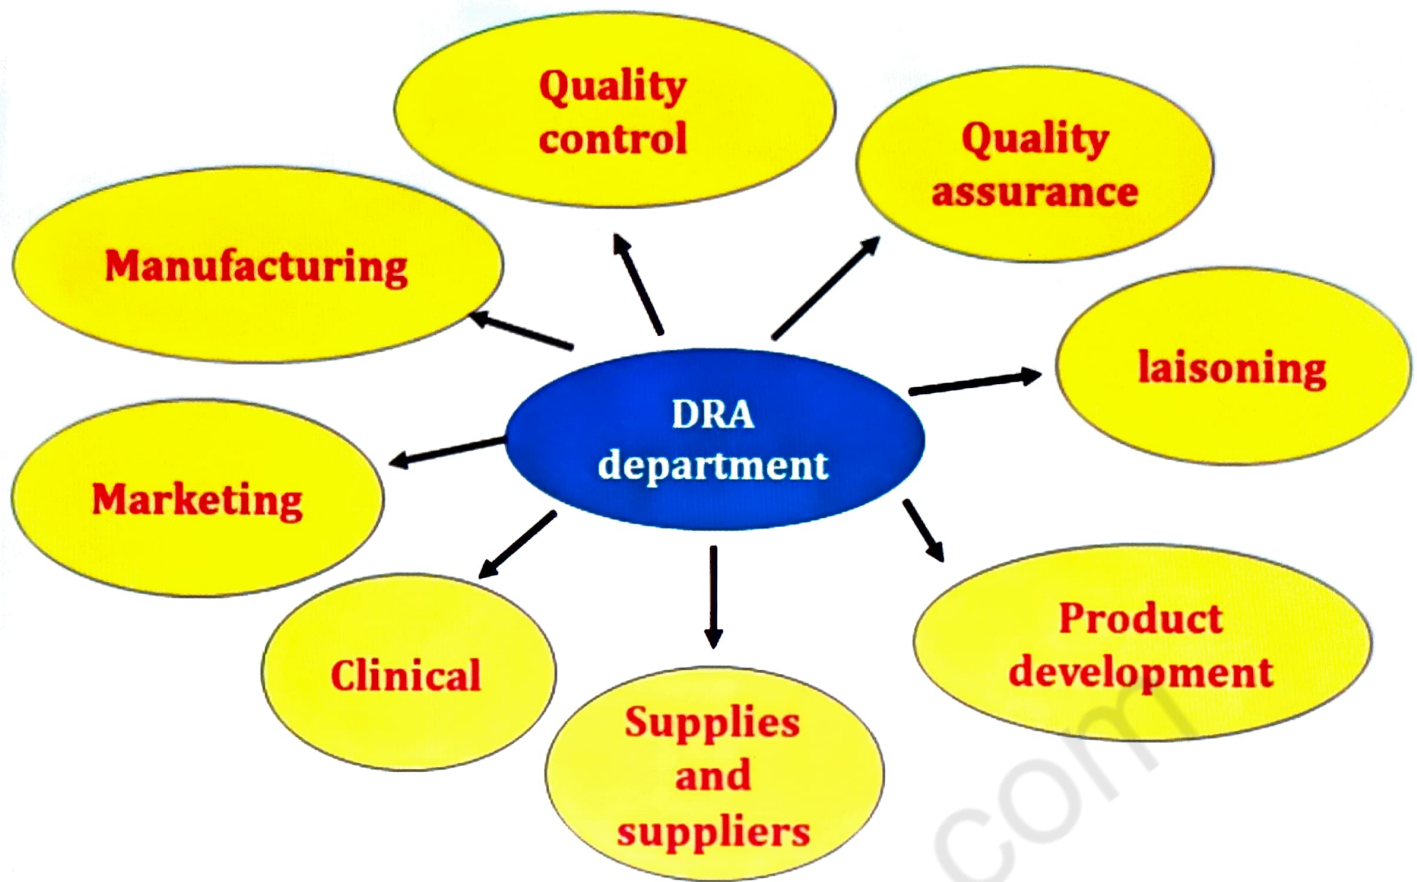 Quality
control
Quality
assurance
Manufacturing
laisoning
DRA
department
Marketing
Product
development
Clinical
Supplies
and
suppliers
com